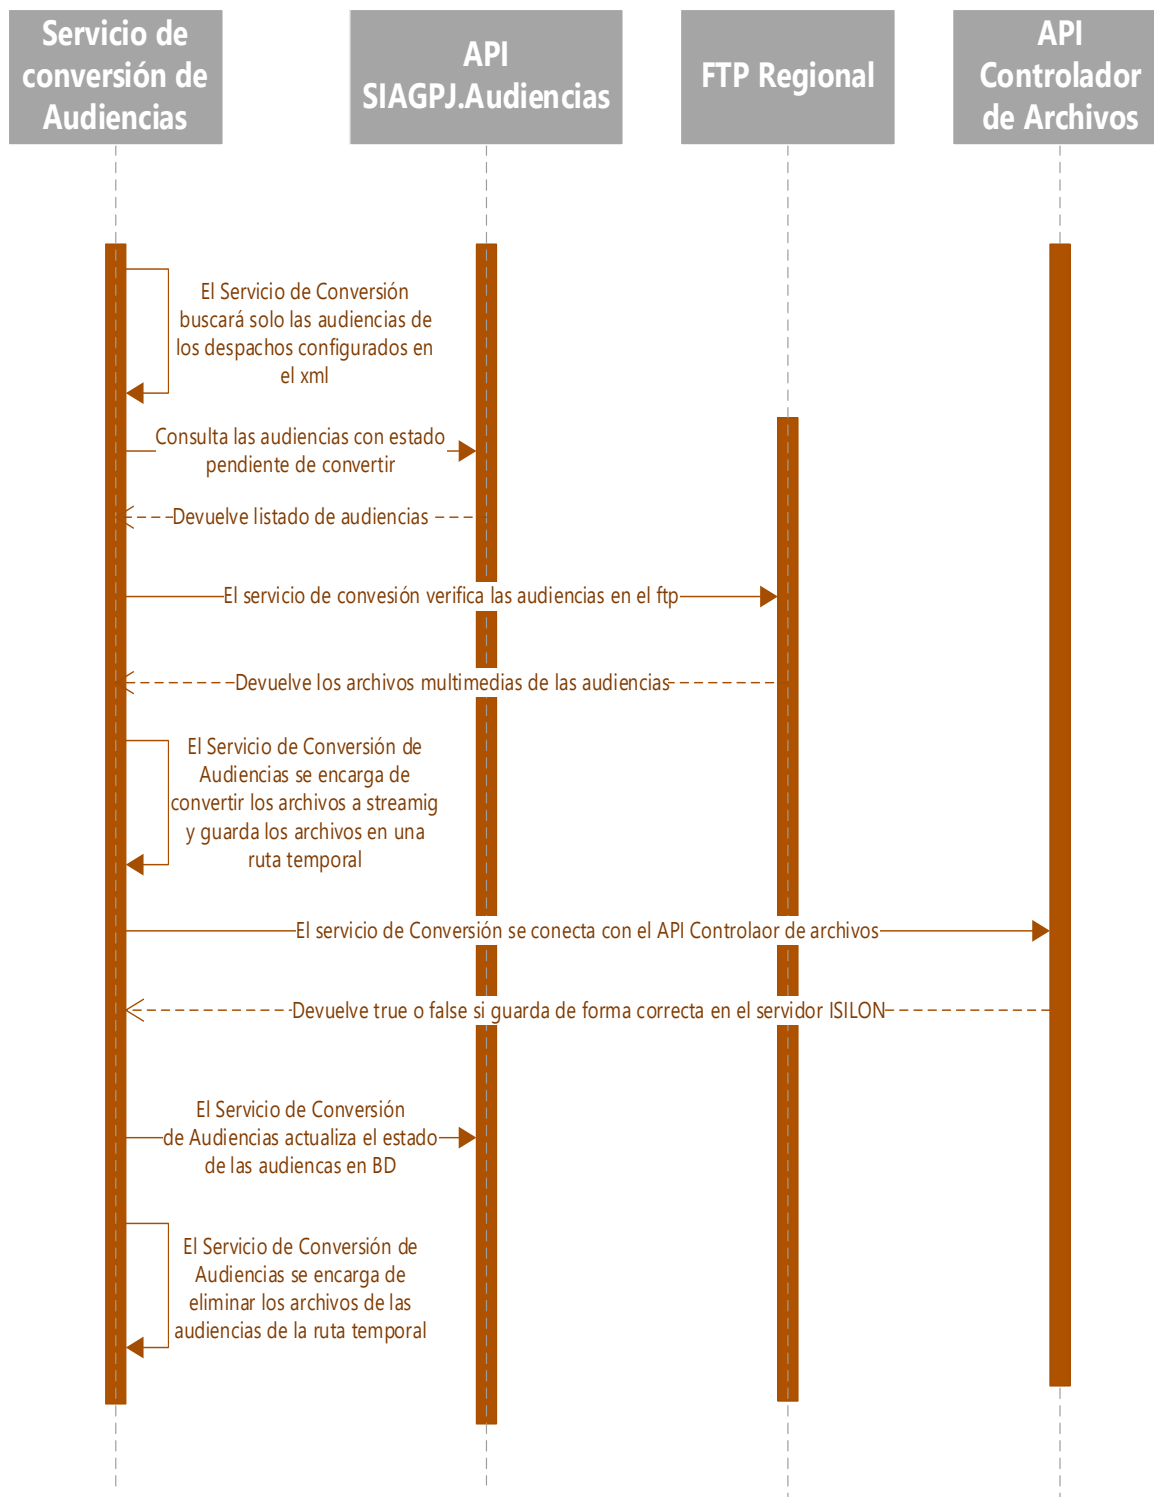 Servicio de
conversión de
Audiencias
API
SIAGPJ.Audiencias
FTP Regional
API
Controlador
de Archivos
El Servicio de Conversión
buscará solo las audiencias de
los despachos configurados en
el xml
Consulta las audiencias con estado
pendiente de convertir
Devuelve listado de audiencias
El servicio de convesión verifica las audiencias en el ftp
Devuelve los archivos multimedias de las audiencias
El Servicio de Conversión de
Audiencias se encarga de
convertir los archivos a streamig
y guarda los archivos en una
ruta temporal
El servicio de Conversión se conecta con el API Controlaor de archivos
Devuelve true o false si guarda de forma correcta en el servidor ISILON
El Servicio de Conversión
de Audiencias actualiza el estado
de las audiencas en BD
El Servicio de Conversión de
Audiencias se encarga de
eliminar los archivos de las
audiencias de la ruta temporal